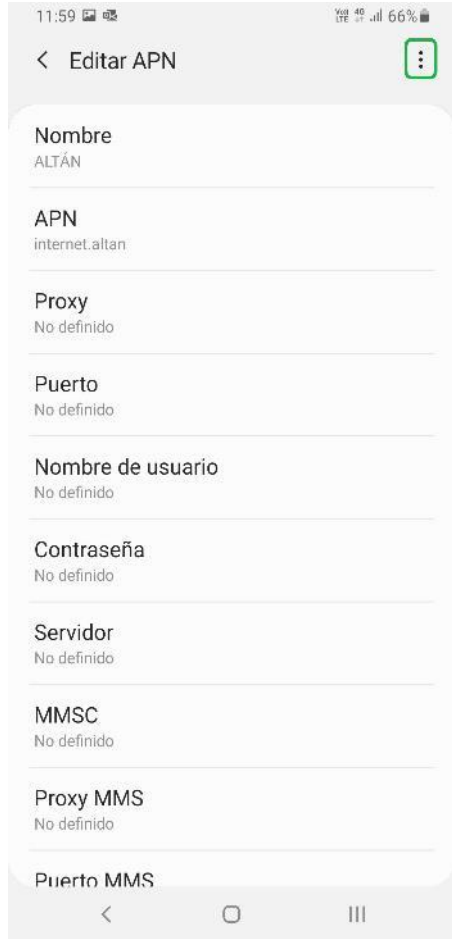 11:59 66%
Editar APN
Nombre
ALTÁN
APN
internet.altan
Proxy
No definido
Puerto
No definido
Nombre de usuario
No definido
Contraseña
No definido
Servidor
No definido
MMSC
No definido
Proxy MMS
No definido
Puerto MMS